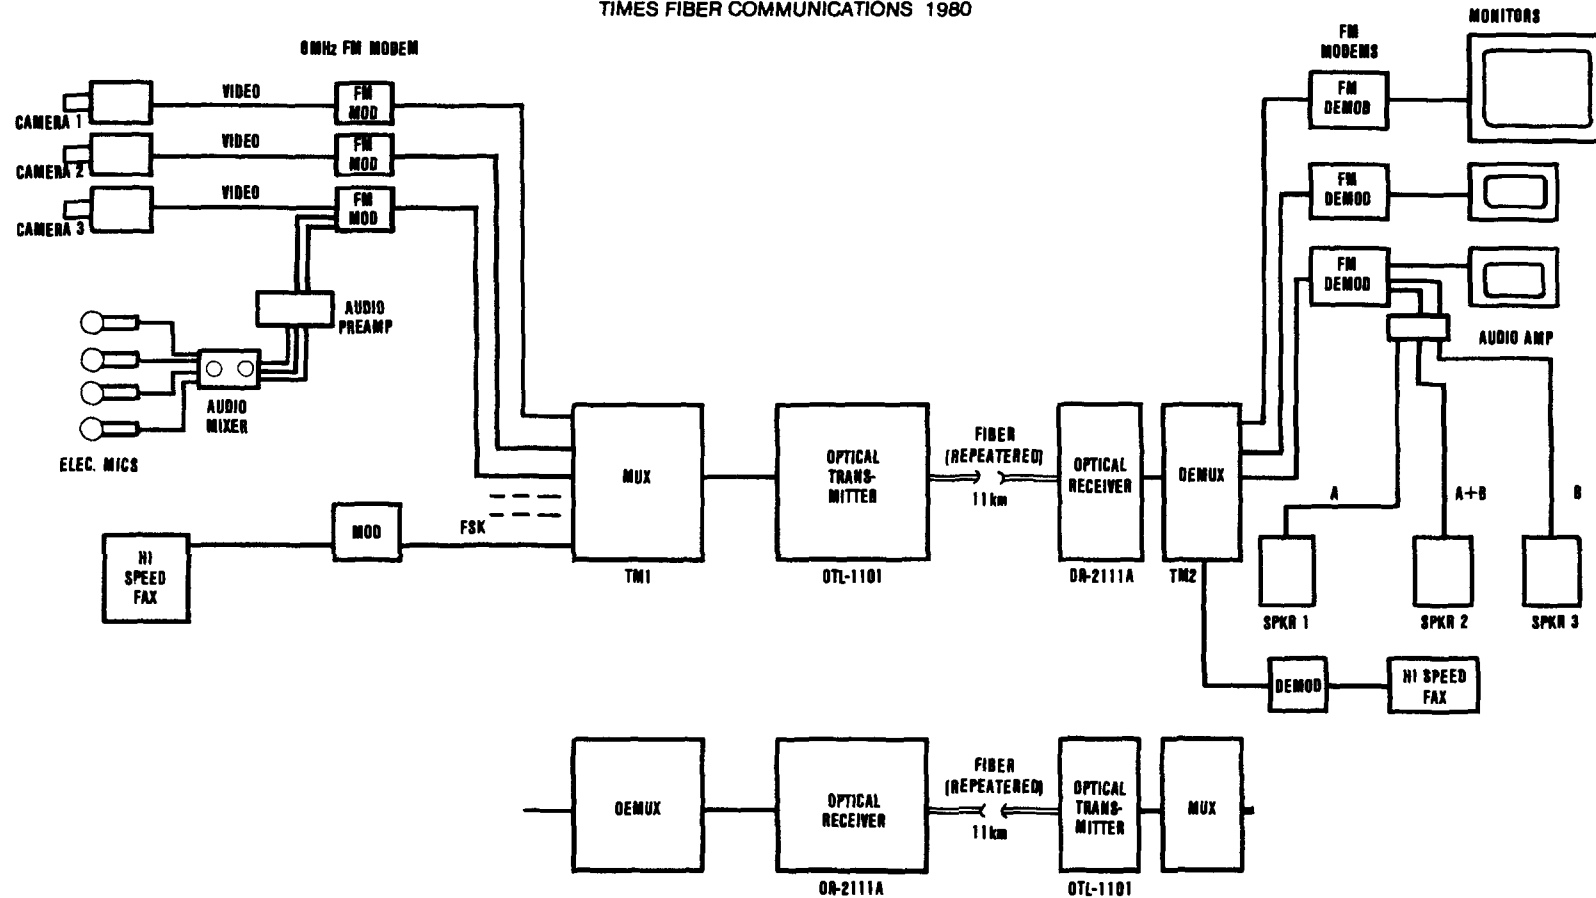 TIMES FIBER COMMUNICATIONS 1980
MONITORS
6MHz FM MODEM
FM
MODEMS
CAMERA 1
VIDEO
FM
MOD
FM
DEMOD
CAMERA 2
VIDEO
FM
MOD
FM
DEMOD
CAMERA 3
VIDEO
FM
MOD
FM
DEMOD
AUDIO
PREAMP
AUDIO AMP
AUDIO
MIXER
ELEC. MICS
MUX
OPTICAL
TRANS-
MITTER
FIBER
(REPEATERED)
11km
OPTICAL
RECEIVER
DEMUX
A
A+B
B
FSK
MOD
HI
SPEED
FAX
TM1
OTL-1101
OR-2111A
TM2
SPKR 1
SPKR 2
SPKR 3
DEMOD
HI SPEED
FAX
DEMUX
OPTICAL
RECEIVER
FIBER
(REPEATERED)
11km
OPTICAL
TRANS-
MITTER
MUX
OR-2111A
OTL-1101